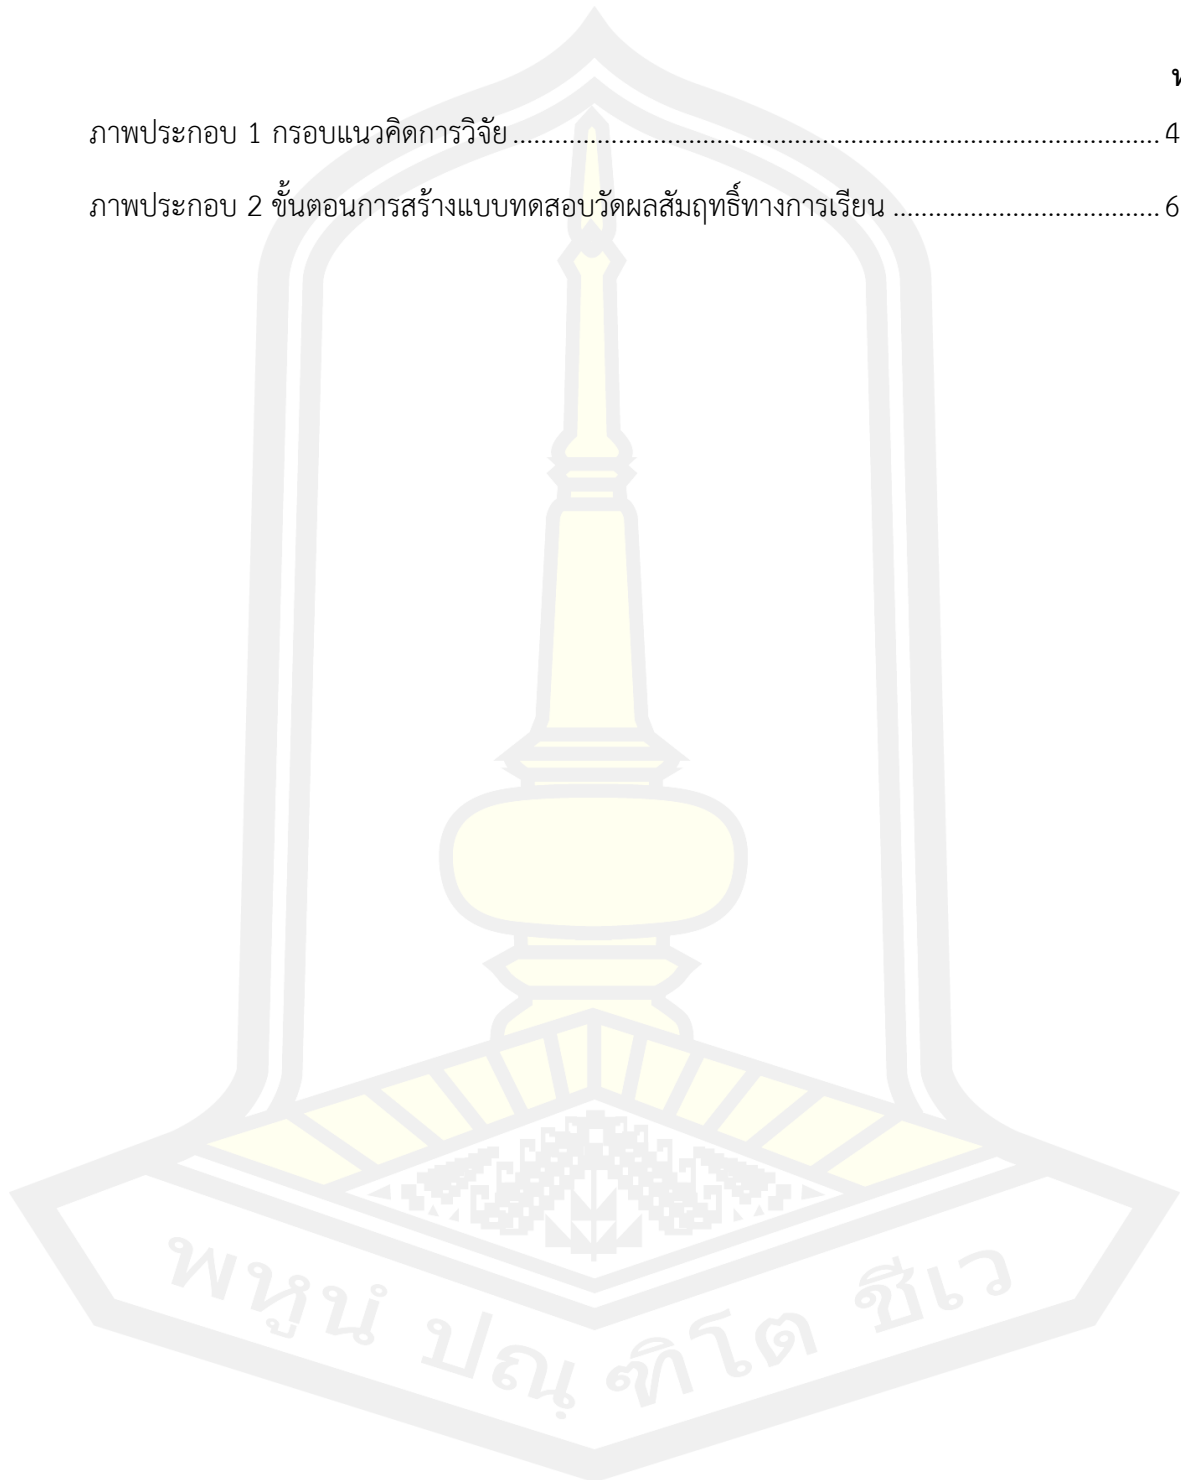 ภาพประกอบ 1 กรอบแนวคิดการวิจัย ............................................................................................ 4
ภาพประกอบ 2 ขั้นตอนการสร้างแบบทดสอบวัดผลสัมฤทธิ์ทางการเรียน ...................................... 6
พหูนํ ปณฺฑิโต ชีเว